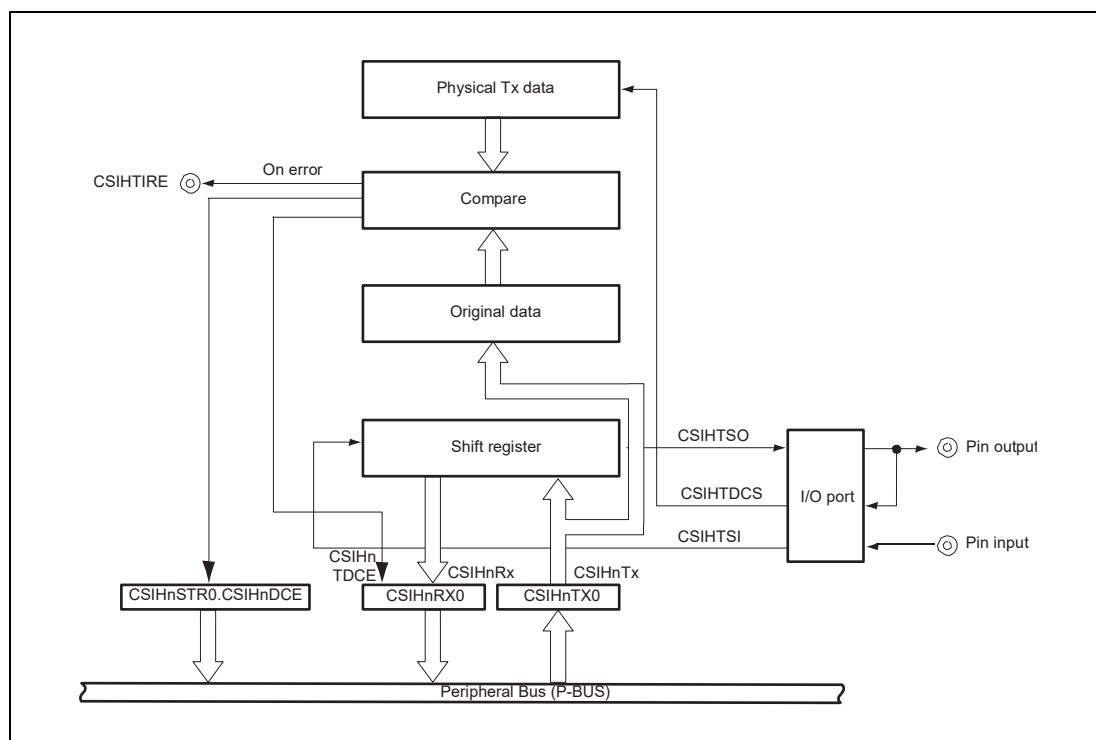 Physical Tx data
CSIHTIRE
On error
Compare
Original data
Shift register
CSIHTSO
Pin output
CSIHTDCS
I/O port
CSIHTSI
Pin input
CSIHn
TDCE
CSIHnRx
CSIHnTx
CSIHnSTR0.CSIHnDCE
CSIHnRX0
CSIHnTX0
Peripheral Bus (P-BUS)